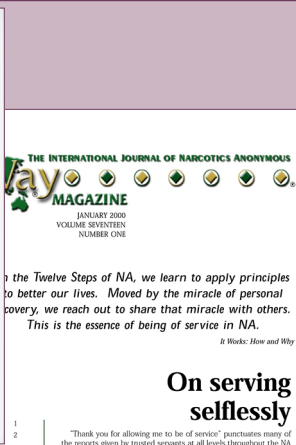 THE INTERNATIONAL JOURNAL OF NARCOTICS ANONYMOUS
ay
MAGAZINE
JANUARY 2000
VOLUME SEVENTEEN
NUMBER ONE
the Twelve Steps of NA, we learn to apply principles
to better our lives. Moved by the miracle of personal
covery, we reach out to share that miracle with others.
This is the essence of being of service in NA.
It Works: How and Why
On serving
selflessly
1
2
"Thank you for allowing me to be of service" punctuates many of
the reports given by trusted servants at all levels throughout the NA